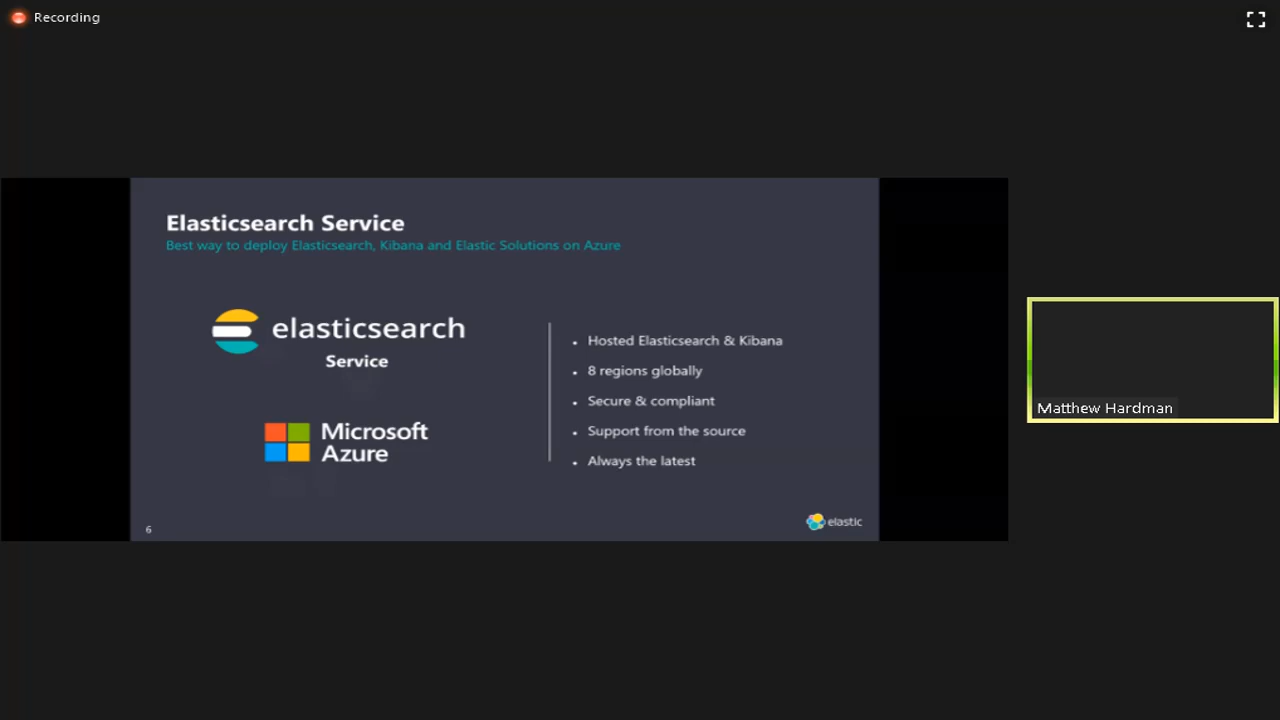 Recording
Elasticsearch Service
Best way to deploy Elasticsearch, Kibana and Elastic Solutions on Azure
elasticsearch
Service
Microsoft
Azure
• Hosted Elasticsearch & Kibana
• 8 regions globally
• Secure & compliant
• Support from the source
• Always the latest
6
elastic
Matthew Hardman